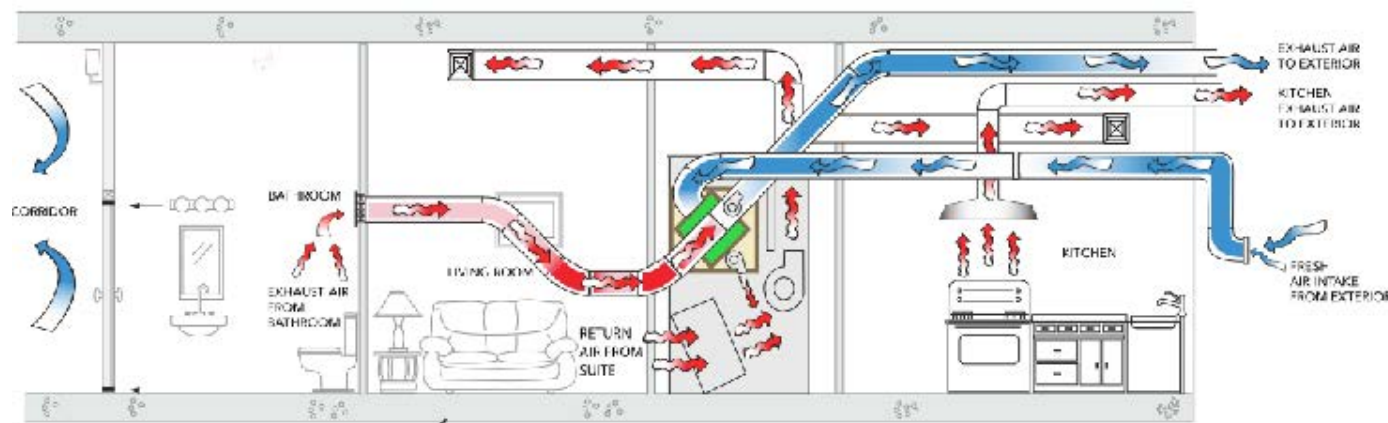 EXHAUST AIR
TO EXTERIOR
KITCHEN
EXHAUST AIR
TO EXTERIOR
BATHROOM
CORRIDOR
LIVING ROOM
KITCHEN
EXHAUST AIR
FROM
BATHROOM
RETURN
AIR FROM
SUITE
FRESH
AIR INTAKE
FROM EXTERIOR